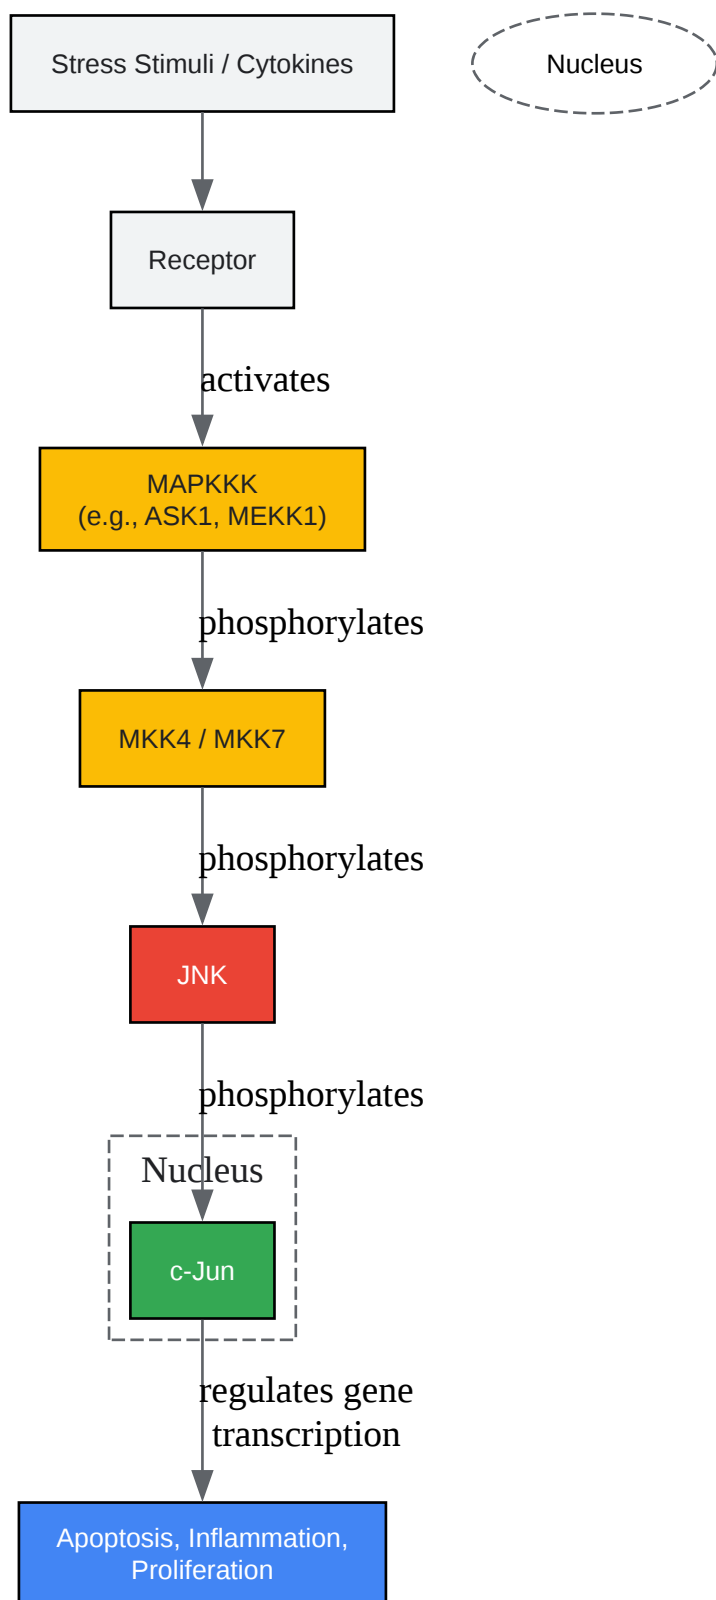 Stress Stimuli / Cytokines
Nucleus
Receptor
activates
MAPKKK
(e.g., ASK1, MEKK1)
phosphorylates
MKK4 / MKK7
phosphorylates
JNK
phosphorylates
Nucleus
c-Jun
regulates gene
transcription
Apoptosis, Inflammation,
Proliferation